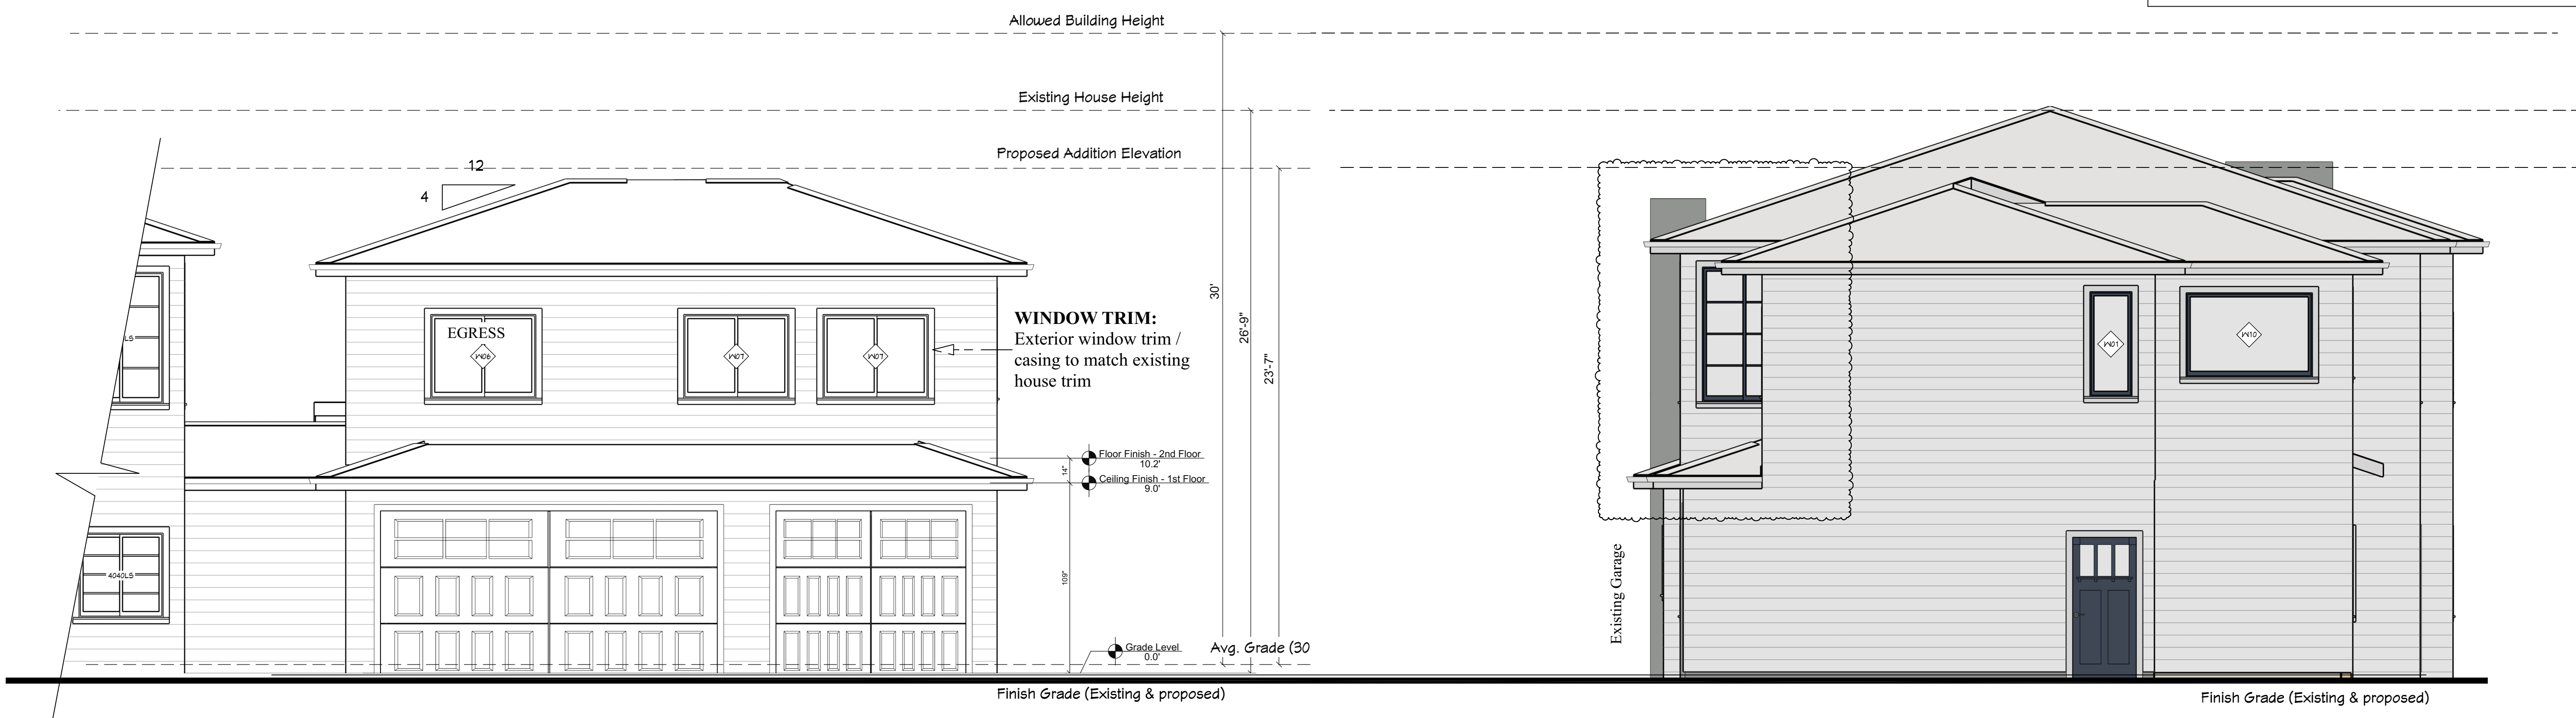 Allowed Building Height
Existing House Height
Proposed Addition Elevation
12
4
30'
26'-9"
23'-7"
LS
EGRESS
W06
W07
W07
WINDOW TRIM:
Exterior window trim /
casing to match existing
house trim
W01
W10
Floor Finish - 2nd Floor
10.2'
14"
Ceiling Finish - 1st Floor
9.0'
109"
4040LS
Existing Garage
Grade Level
0.0'
Avg. Grade (30
Finish Grade (Existing & proposed)
Finish Grade (Existing & proposed)